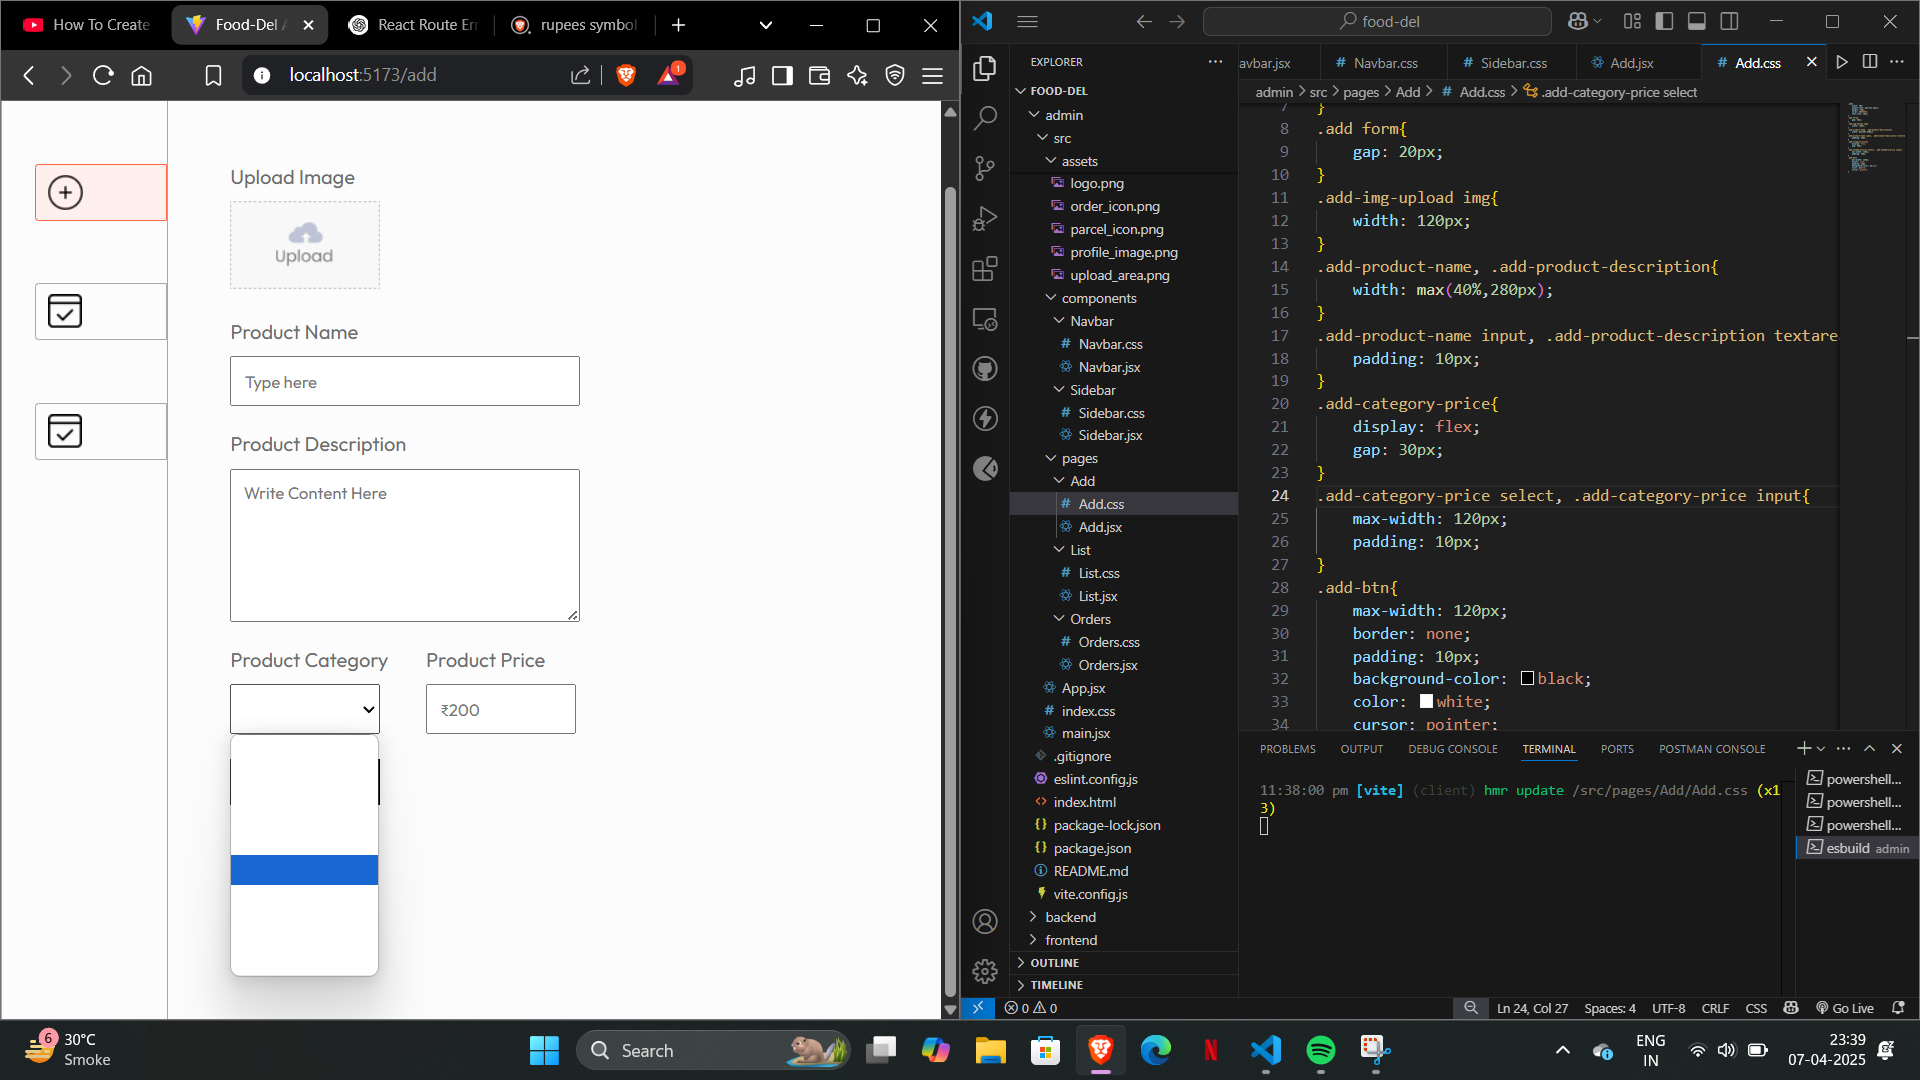 How To Create
Food-Del A
React Route Err
rupees symbol
localhost:5173/add
1
Upload Image
Upload
Product Name
Type here
Product Description
Write Content Here
Product Category
Product Price
₹200
food-del
EXPLORER
FOOD-DEL
admin
src
assets
logo.png
order_icon.png
parcel_icon.png
profile_image.png
upload_area.png
components
Navbar
# Navbar.css
Navbar.jsx
Sidebar
# Sidebar.css
Sidebar.jsx
pages
Add
# Add.css
Add.jsx
List
# List.css
List.jsx
Orders
# Orders.css
Orders.jsx
App.jsx
# index.css
main.jsx
.gitignore
eslint.config.js
<> index.html
{} package-lock.json
{} package.json
README.md
vite.config.js
backend
frontend
OUTLINE
TIMELINE
avbar.jsx
# Navbar.css
# Sidebar.css
Add.jsx
# Add.css
admin > src > pages > Add > # Add.css > .add-category-price select
7 }
8 .add form{
9 gap: 20px;
10 }
11 .add-img-upload img{
12 width: 120px;
13 }
14 .add-product-name, .add-product-description{
15 width: max(40%,280px);
16 }
17 .add-product-name input, .add-product-description textarea
18 padding: 10px;
19 }
20 .add-category-price{
21 display: flex;
22 gap: 30px;
23 }
24 .add-category-price select, .add-category-price input{
25 max-width: 120px;
26 padding: 10px;
27 }
28 .add-btn{
29 max-width: 120px;
30 border: none;
31 padding: 10px;
32 background-color: black;
33 color: white;
34 cursor: pointer;
PROBLEMS OUTPUT DEBUG CONSOLE TERMINAL PORTS POSTMAN CONSOLE
11:38:00 pm [vite] (client) hmr update /src/pages/Add/Add.css (x1
3)
powershell...
powershell...
powershell...
esbuild admin
0 0
Ln 24, Col 27
Spaces: 4
UTF-8
CRLF
CSS
Go Live
6
30°C
Smoke
Search
ENG
IN
23:39
07-04-2025